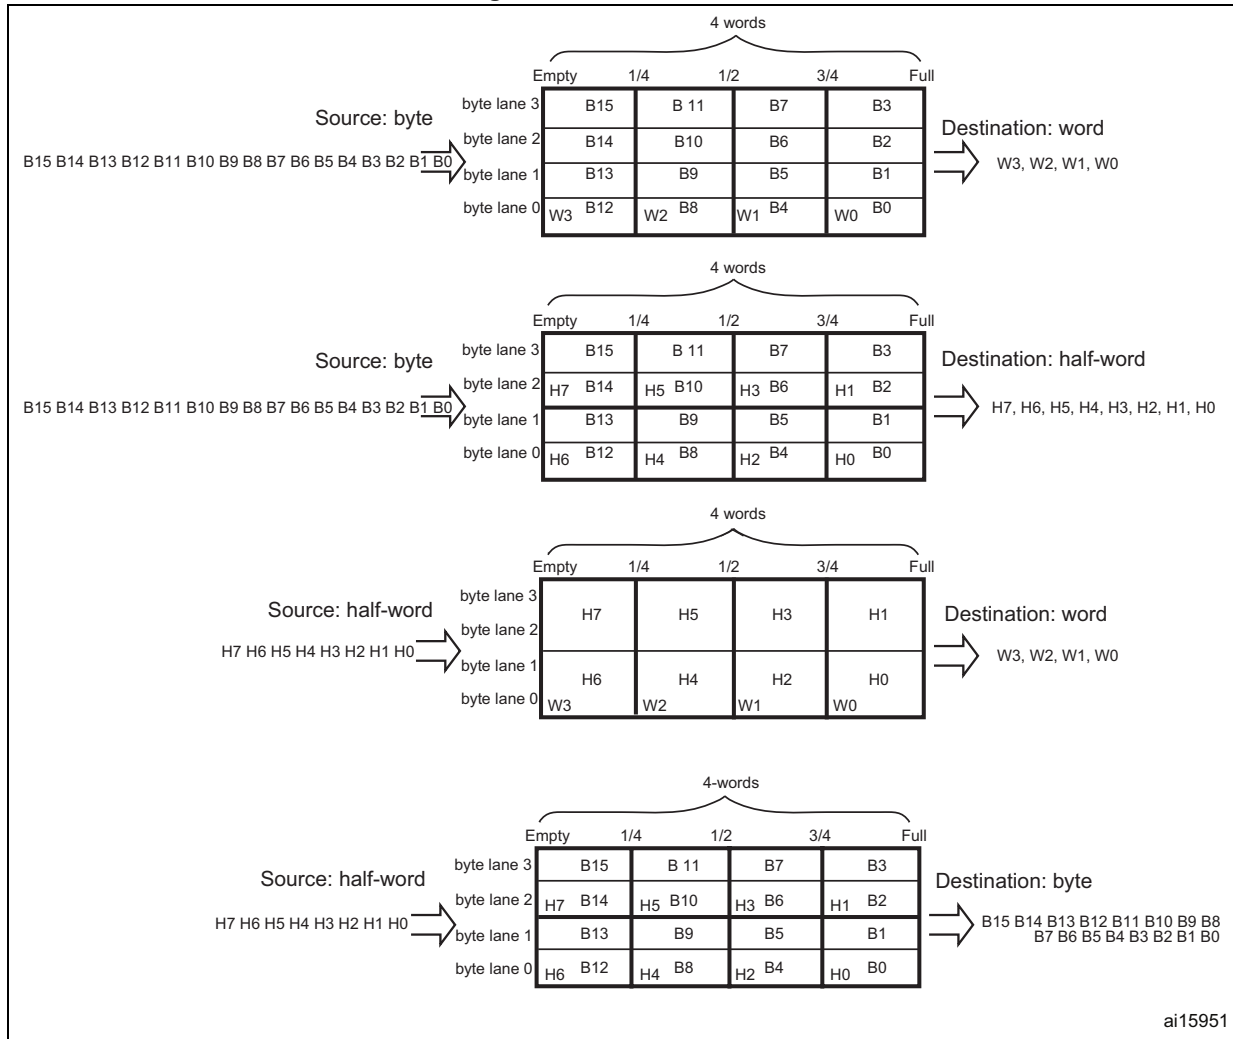 4 words
Empty 1/4 1/2 3/4 Full
byte lane 3 B15 B 11 B7 B3
Source: byte
Destination: word
byte lane 2 B14 B10 B6 B2
B15 B14 B13 B12 B11 B10 B9 B8 B7 B6 B5 B4 B3 B2 B1 B0
W3, W2, W1, W0
byte lane 1 B13 B9 B5 B1
byte lane 0 W3 B12 W2 B8 W1 B4 W0 B0
4 words
Empty 1/4 1/2 3/4 Full
byte lane 3 B15 B 11 B7 B3
Source: byte
Destination: half-word
byte lane 2 H7 B14 H5 B10 H3 B6 H1 B2
B15 B14 B13 B12 B11 B10 B9 B8 B7 B6 B5 B4 B3 B2 B1 B0
H7, H6, H5, H4, H3, H2, H1, H0
byte lane 1 B13 B9 B5 B1
byte lane 0 H6 B12 H4 B8 H2 B4 H0 B0
4 words
Empty 1/4 1/2 3/4 Full
byte lane 3
Source: half-word
H7 H5 H3 H1
Destination: word
byte lane 2
H7 H6 H5 H4 H3 H2 H1 H0
W3, W2, W1, W0
byte lane 1
H6 H4 H2 H0
byte lane 0 W3 W2 W1 W0
4-words
Empty 1/4 1/2 3/4 Full
byte lane 3 B15 B 11 B7 B3
Source: half-word
Destination: byte
byte lane 2 H7 B14 H5 B10 H3 B6 H1 B2
H7 H6 H5 H4 H3 H2 H1 H0
B15 B14 B13 B12 B11 B10 B9 B8
B7 B6 B5 B4 B3 B2 B1 B0
byte lane 1 B13 B9 B5 B1
byte lane 0 H6 B12 H4 B8 H2 B4 H0 B0
ai15951